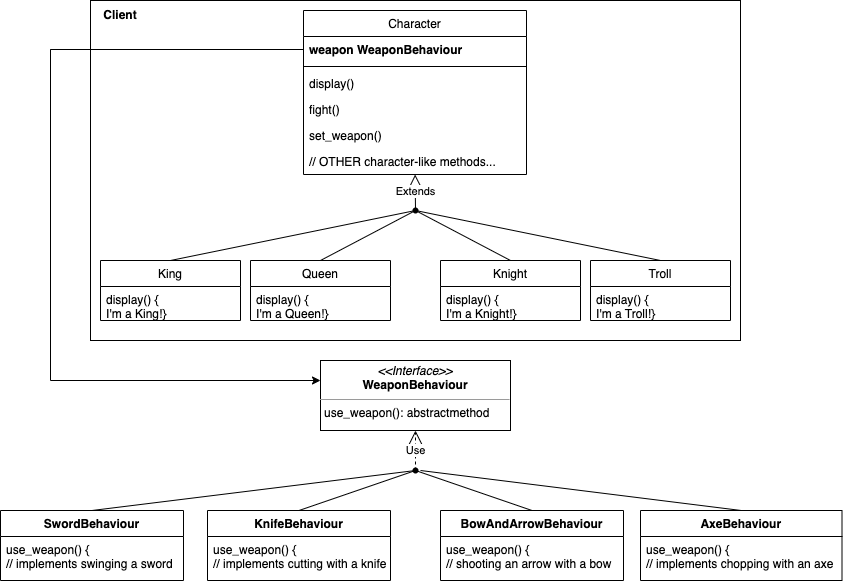 Client
Character
weapon WeaponBehaviour
display()
fight()
set_weapon()
// OTHER character-like methods...
Extends
King
display() {
I'm a King!}
Queen
display() {
I'm a Queen!}
Knight
display() {
I'm a Knight!}
Troll
display() {
I'm a Troll!}
<<Interface>>
WeaponBehaviour
use_weapon(): abstractmethod
Use
SwordBehaviour
use_weapon() {
// implements swinging a sword
KnifeBehaviour
use_weapon() {
// implements cutting with a knife
BowAndArrowBehaviour
use_weapon() {
// shooting an arrow with a bow
AxeBehaviour
use_weapon() {
// implements chopping with an axe